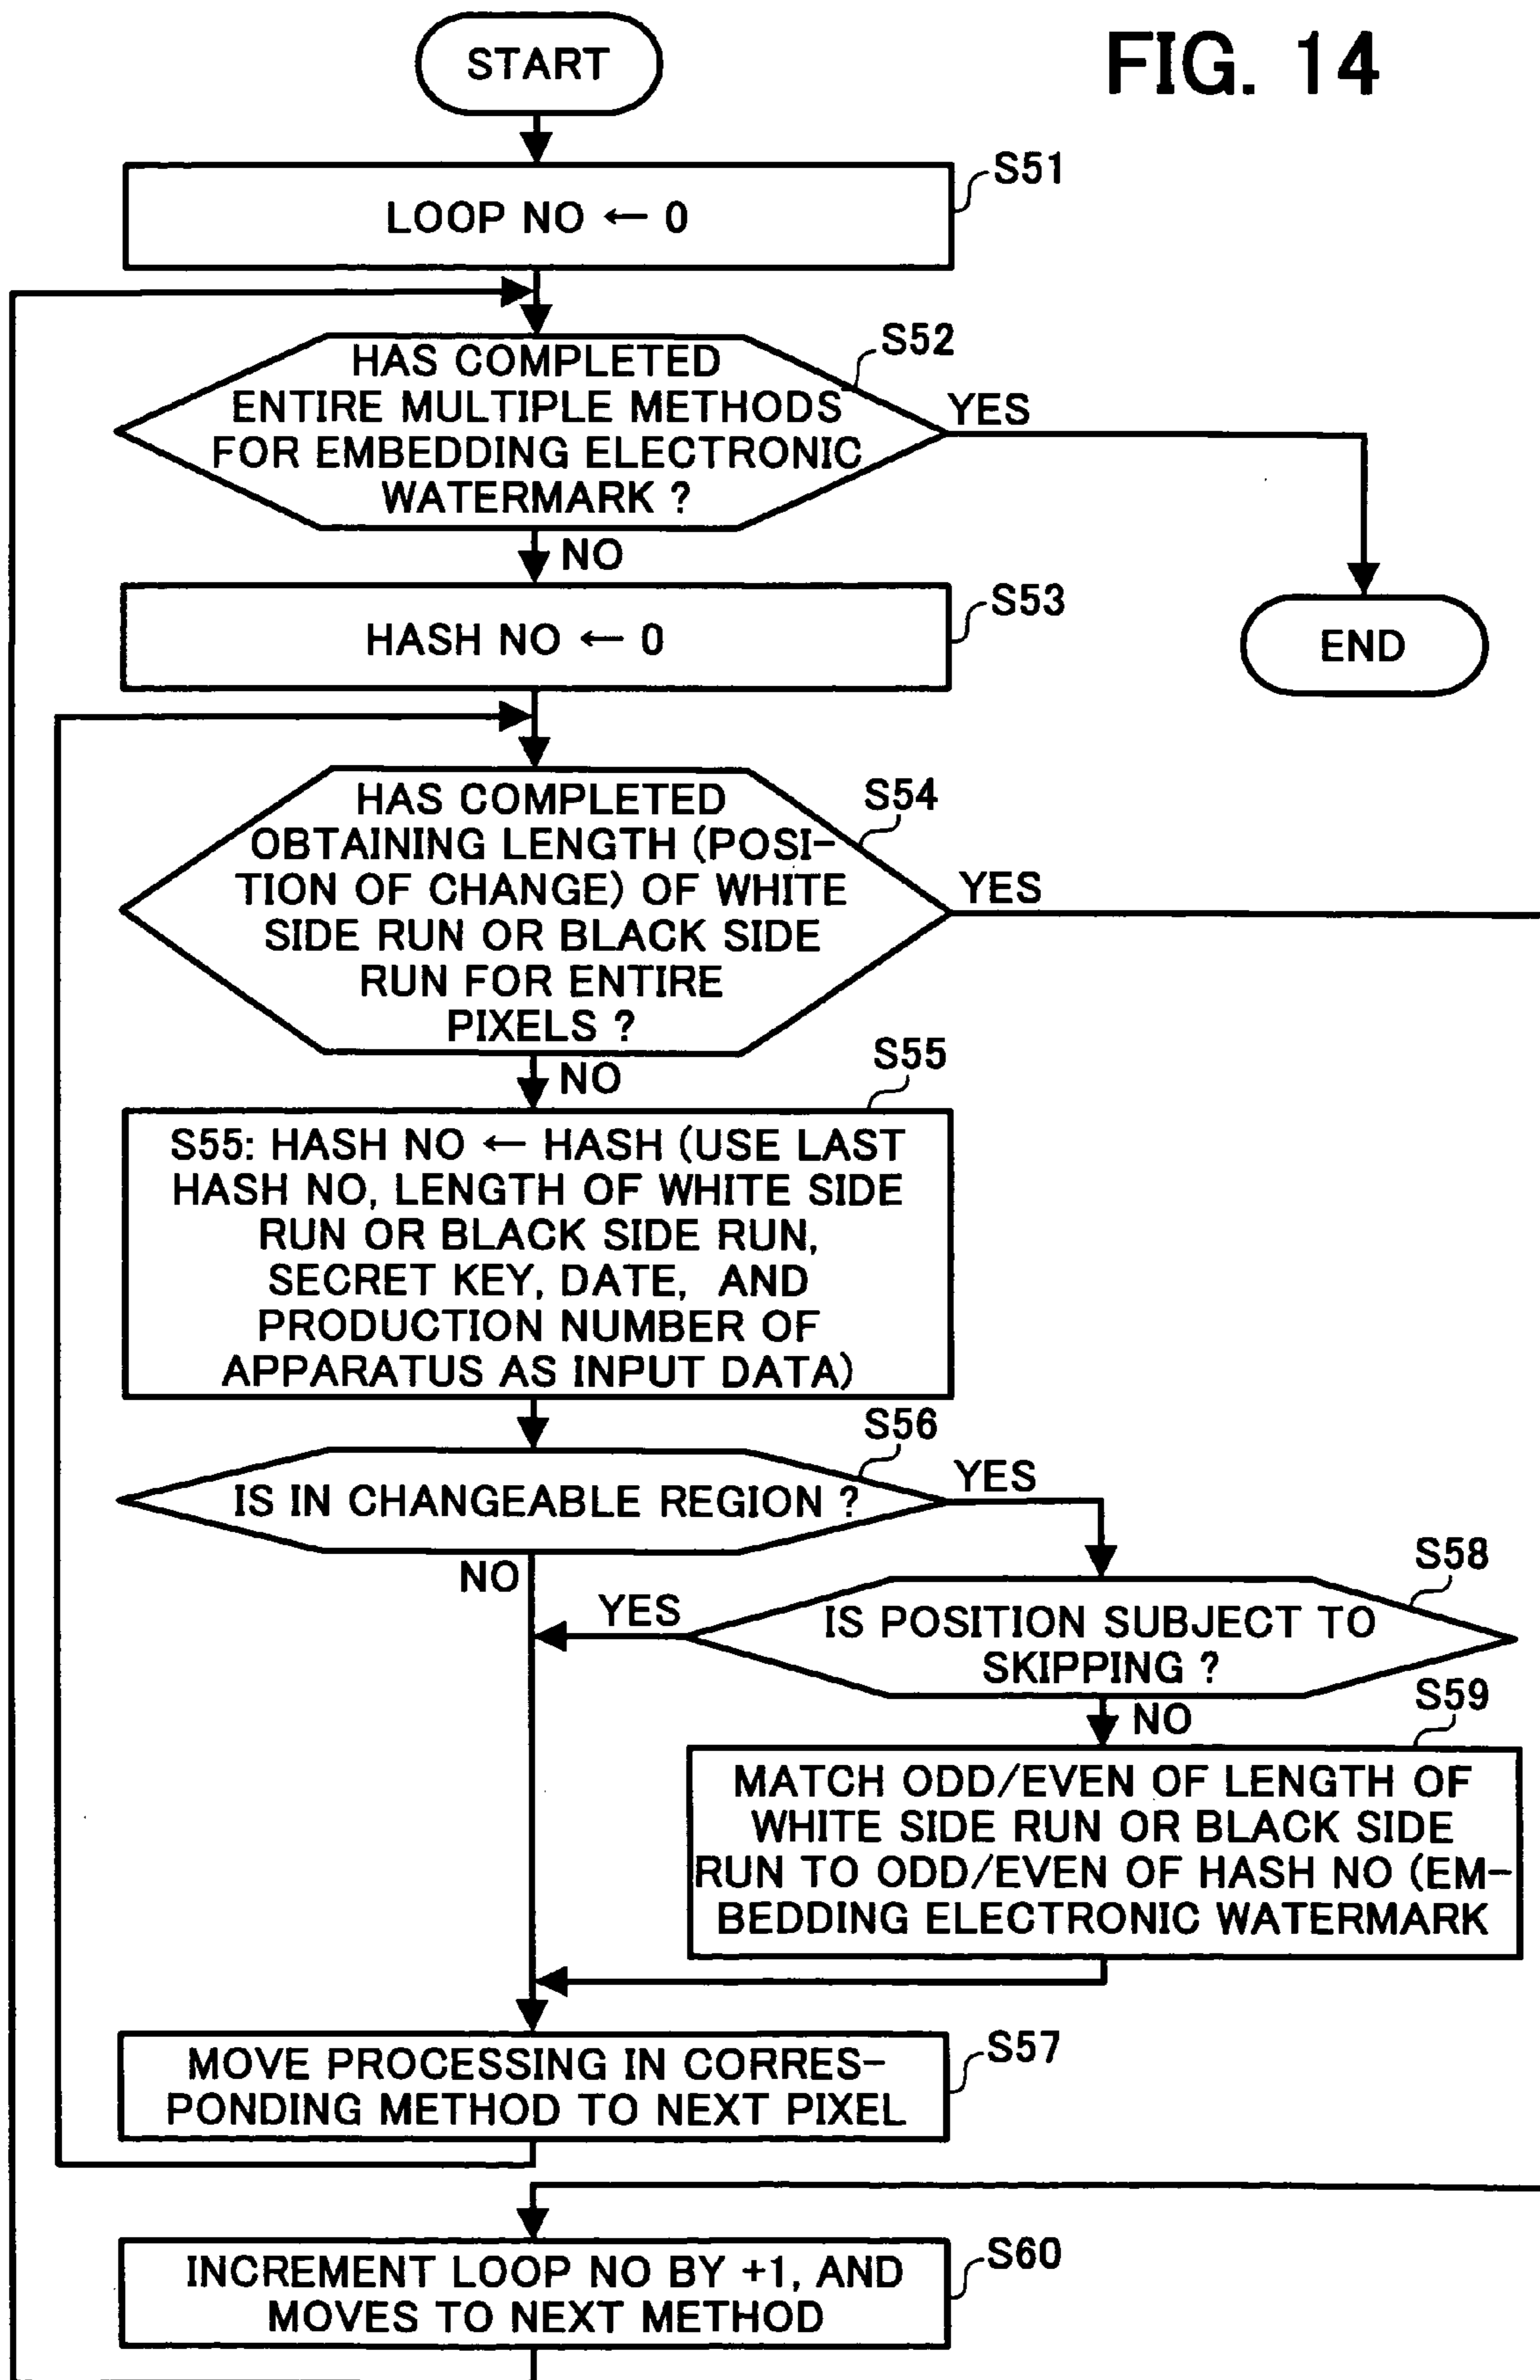 FIG. 14
START
S51
LOOP NO ← 0
S52
HAS COMPLETED
ENTIRE MULTIPLE METHODS
FOR EMBEDDING ELECTRONIC
WATERMARK ?
YES
NO
S53
HASH NO ← 0
END
S54
HAS COMPLETED
OBTAINING LENGTH (POSI-
TION OF CHANGE) OF WHITE
SIDE RUN OR BLACK SIDE
RUN FOR ENTIRE
PIXELS ?
YES
NO
S55
S55: HASH NO ← HASH (USE LAST
HASH NO, LENGTH OF WHITE SIDE
RUN OR BLACK SIDE RUN,
SECRET KEY, DATE, AND
PRODUCTION NUMBER OF
APPARATUS AS INPUT DATA)
S56
IS IN CHANGEABLE REGION ?
YES
NO
S58
YES
IS POSITION SUBJECT TO
SKIPPING ?
NO
S59
MATCH ODD/EVEN OF LENGTH OF
WHITE SIDE RUN OR BLACK SIDE
RUN TO ODD/EVEN OF HASH NO (EM-
BEDDING ELECTRONIC WATERMARK
S57
MOVE PROCESSING IN CORRES-
PONDING METHOD TO NEXT PIXEL
S60
INCREMENT LOOP NO BY +1, AND
MOVES TO NEXT METHOD